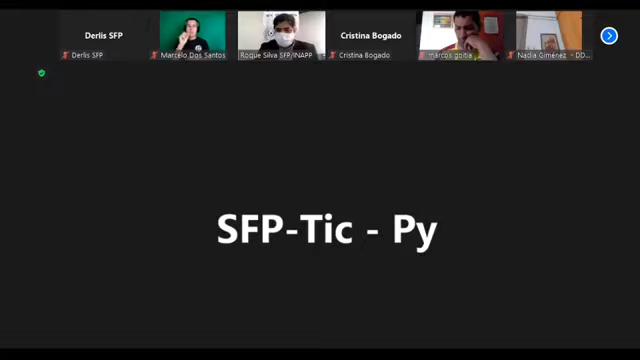 Derlis SFP
Cristina Bogado
Derlis SFP
Marcelo Dos Santos
Roque Silva SFP/INAPP
Cristina Bogado
marcos goitia
Nadia Giménez - DD...
SFP-Tic - Py